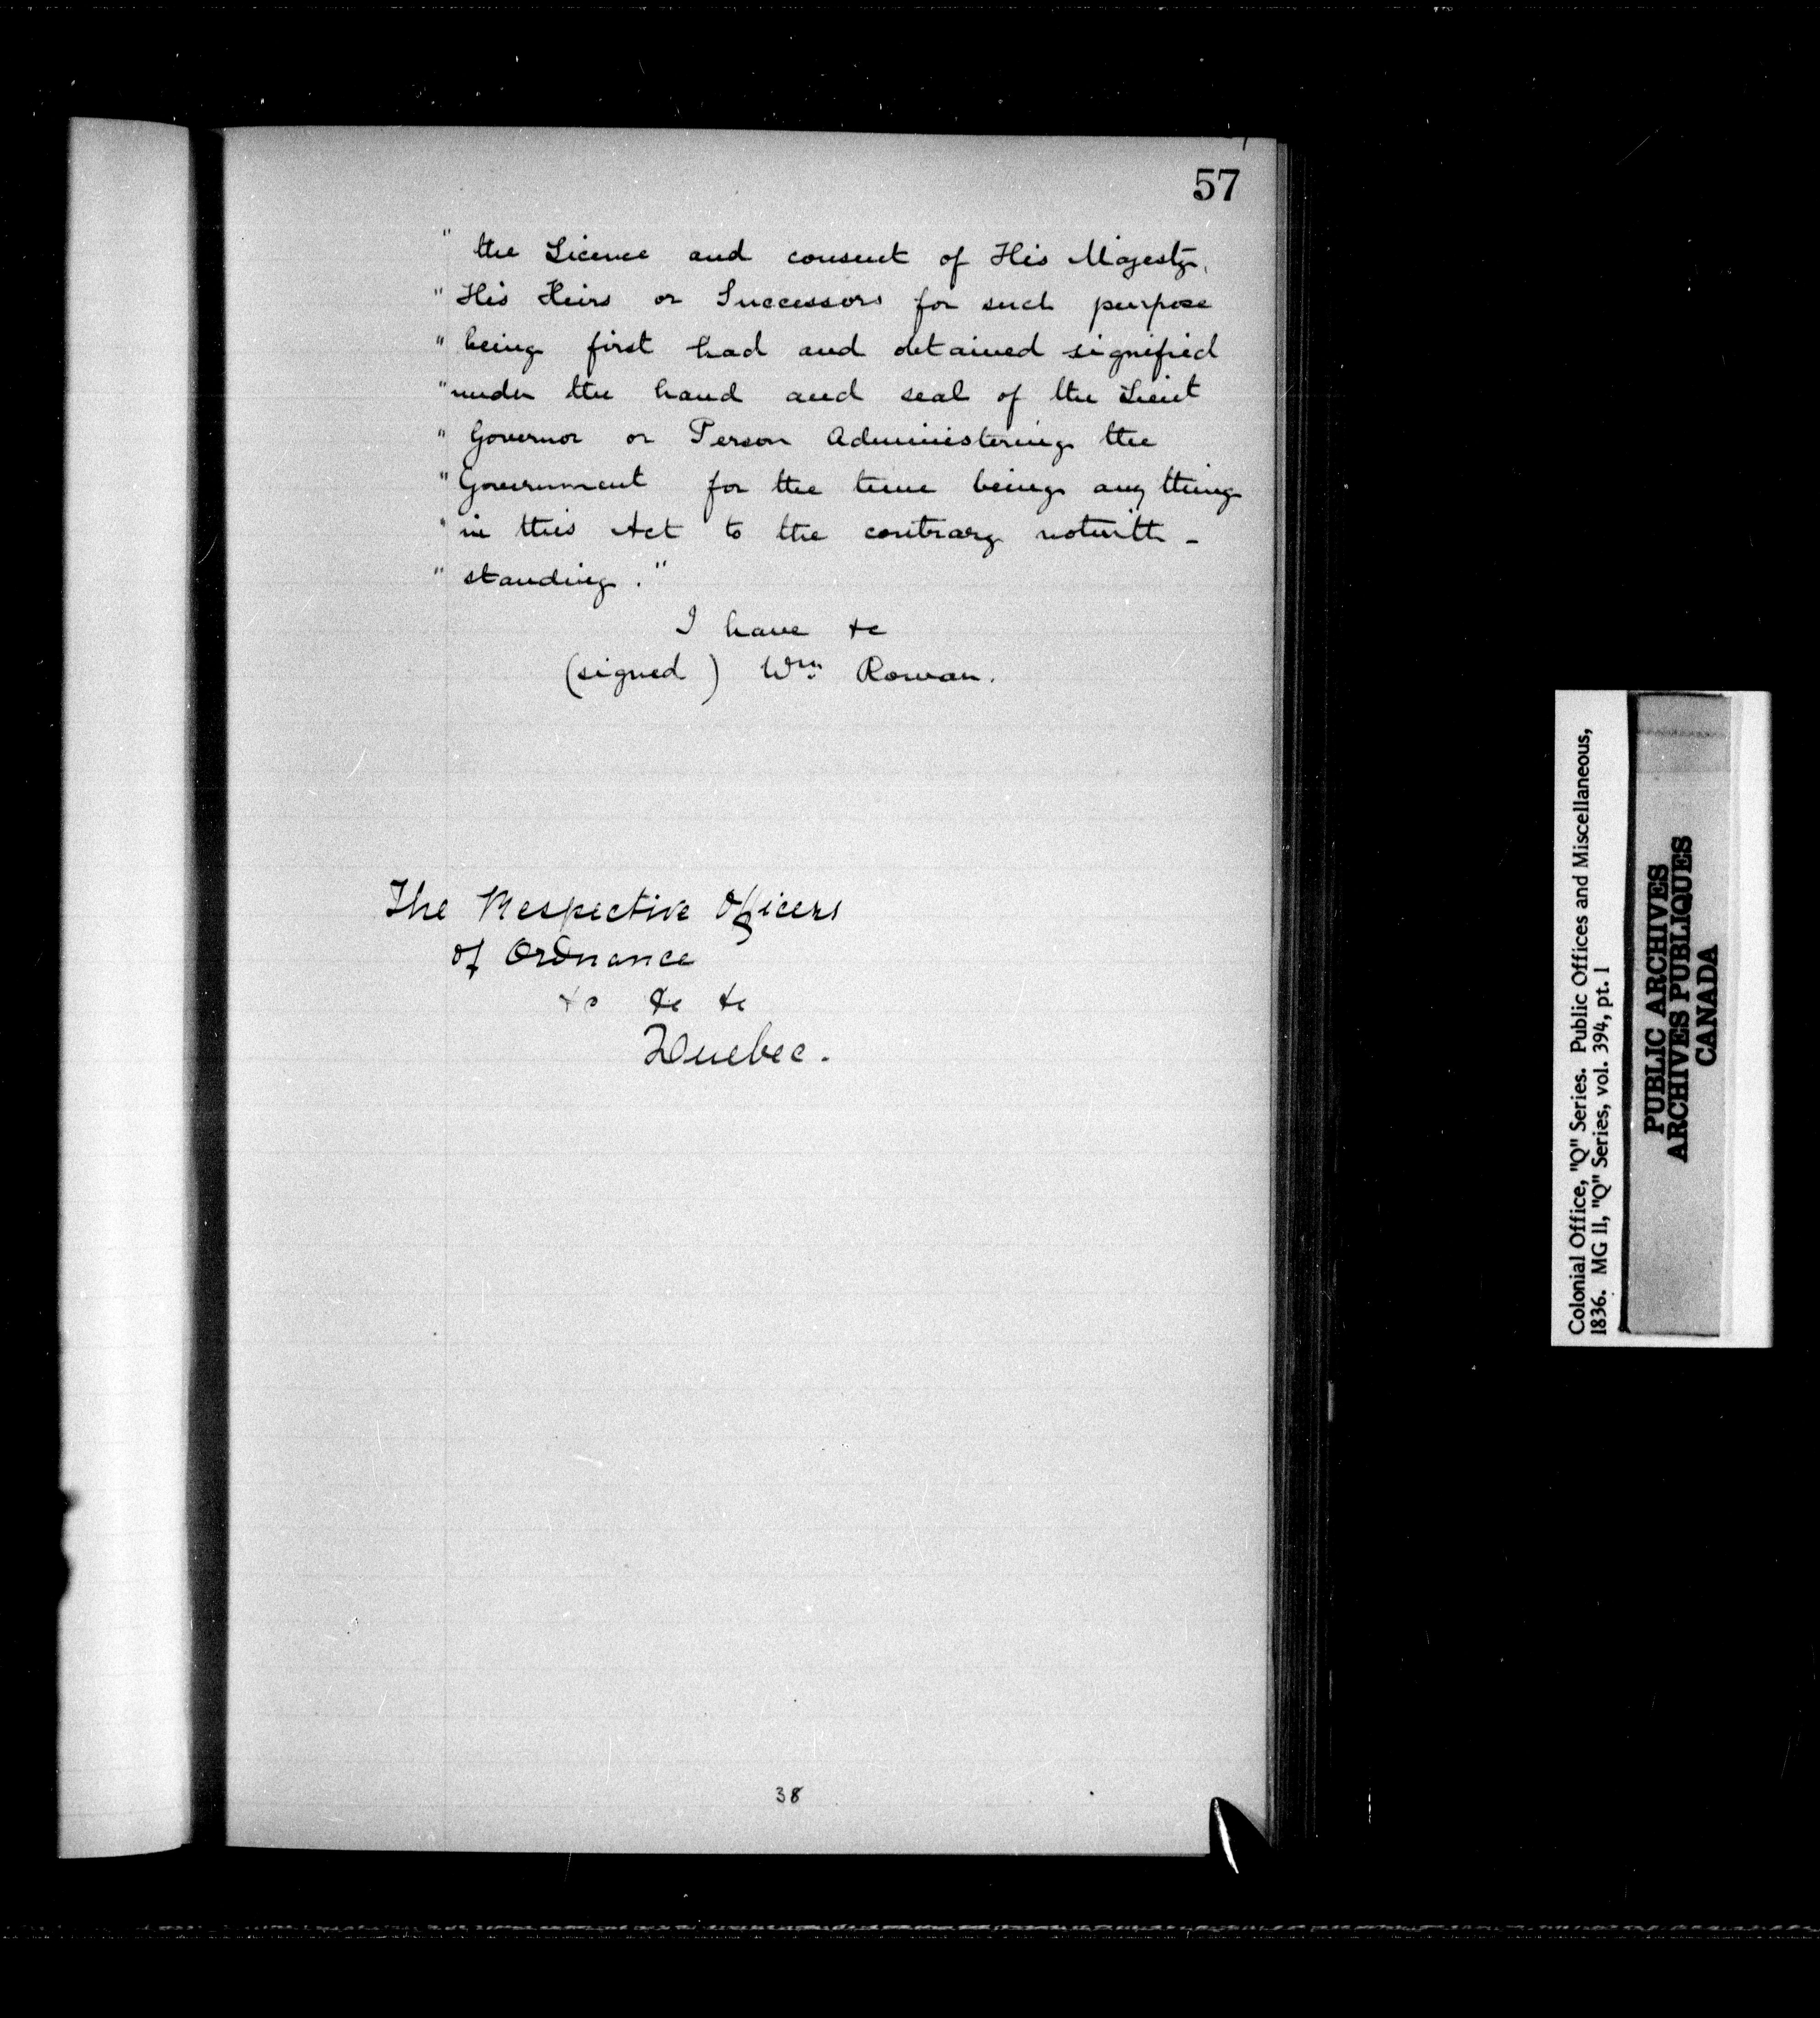 57
" the Licence and consent of His Majesty,
" His Heirs or Successors for such purpose
" being first had and obtained signified
" under the hand and seal of the Lieut
" Governor or Person Administering the
" Government for the time being any thing
" in this Act to the contrary notwith-
" standing."
I have &c
(signed) Wm Rowan.
The Respective Officers
of Ordnance
&c &c &c
Quebec.
38
Colonial Office, "Q" Series. Public Offices and Miscellaneous,
1836. MG 11, "Q" Series, vol. 394, pt. 1
PUBLIC ARCHIVES
ARCHIVES PUBLIQUES
CANADA